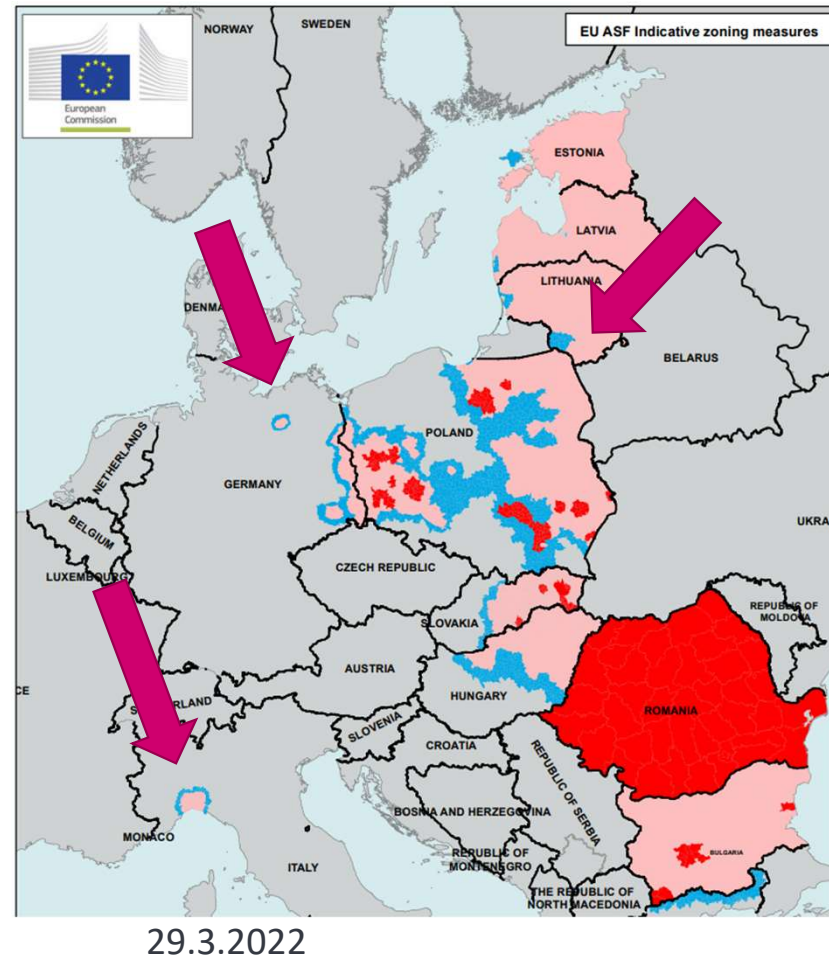 NORWAY
SWEDEN
EU ASF Indicative zoning measures
European
Commission
ESTONIA
LATVIA
LITHUANIA
DENMA
BELARUS
POLAND
NETHERLANDS
GERMANY
BELGIUM
UKRA
LUXEMBOURG
CZECH REPUBLIC
SLOVAKIA
REPUBLIC OF
MOLDOVA
AUSTRIA
HUNGARY
CE
RLAND
ROMANIA
SLOVENIA
CROATIA
REPUBLIC OF SERBIA
BOSNIA AND HERZEGOVINA
MONACO
BULGARIA
ITALY
REPUBLIC OF
MONTENEGRO
THE REPUBLIC OF
NORTH MACEDONIA
29.3.2022